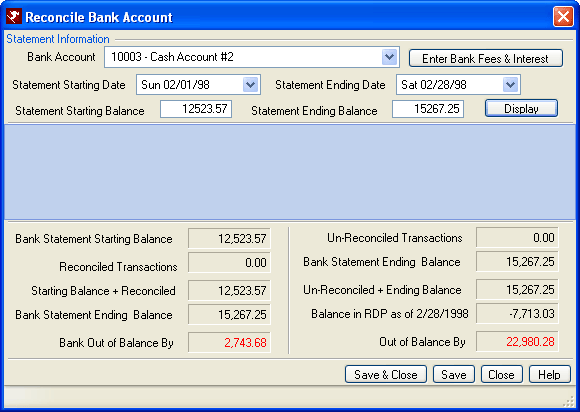 Reconcile Bank Account
Statement Information
Bank Account 10003 - Cash Account #2 Enter Bank Fees & Interest
Statement Starting Date Sun 02/01/98 Statement Ending Date Sat 02/28/98
Statement Starting Balance 12523.57 Statement Ending Balance 15267.25 Display
Bank Statement Starting Balance 12,523.57
Reconciled Transactions 0.00
Starting Balance + Reconciled 12,523.57
Bank Statement Ending Balance 15,267.25
Bank Out of Balance By 2,743.68
Un-Reconciled Transactions 0.00
Bank Statement Ending Balance 15,267.25
Un-Reconciled + Ending Balance 15,267.25
Balance in RDP as of 2/28/1998 -7,713.03
Out of Balance By 22,980.28
Save & Close Save Close Help